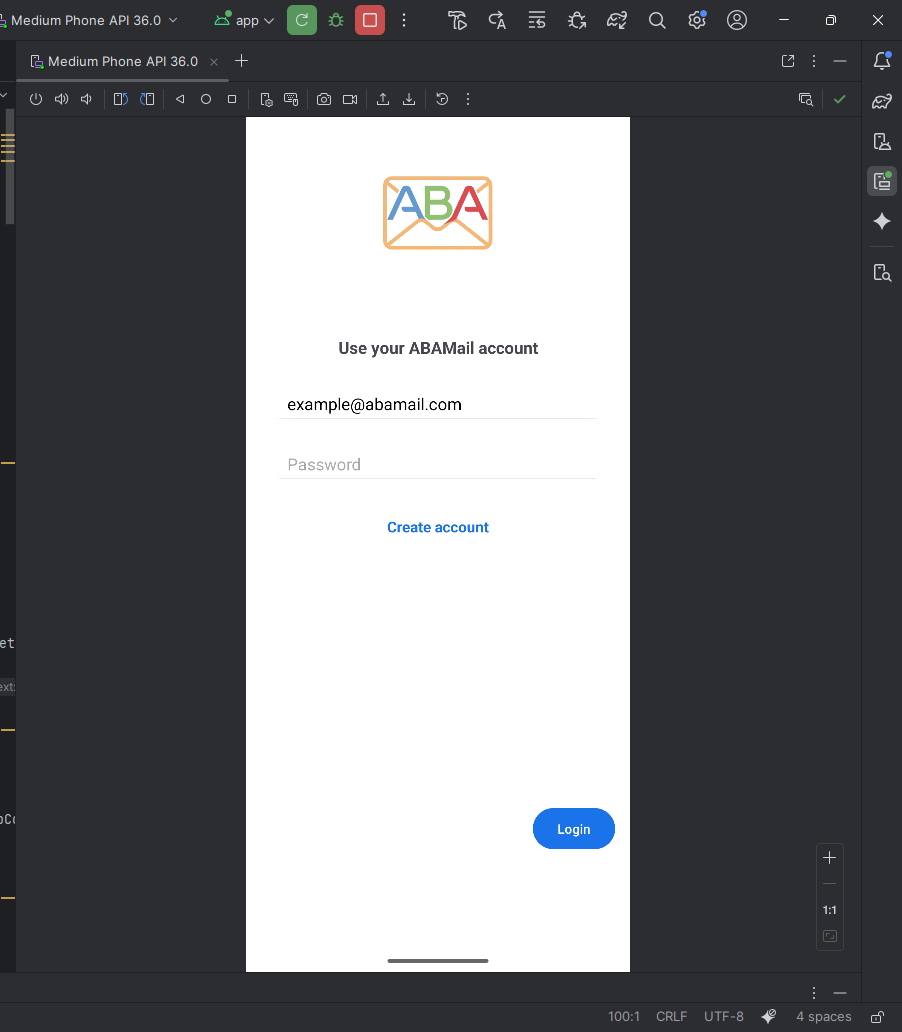 Medium Phone API 36.0
app
Medium Phone API 36.0
ABA
Use your ABAMail account
example@abamail.com
Password
Create account
et
ext:
Login
1:1
100:1 CRLF UTF-8 4 spaces